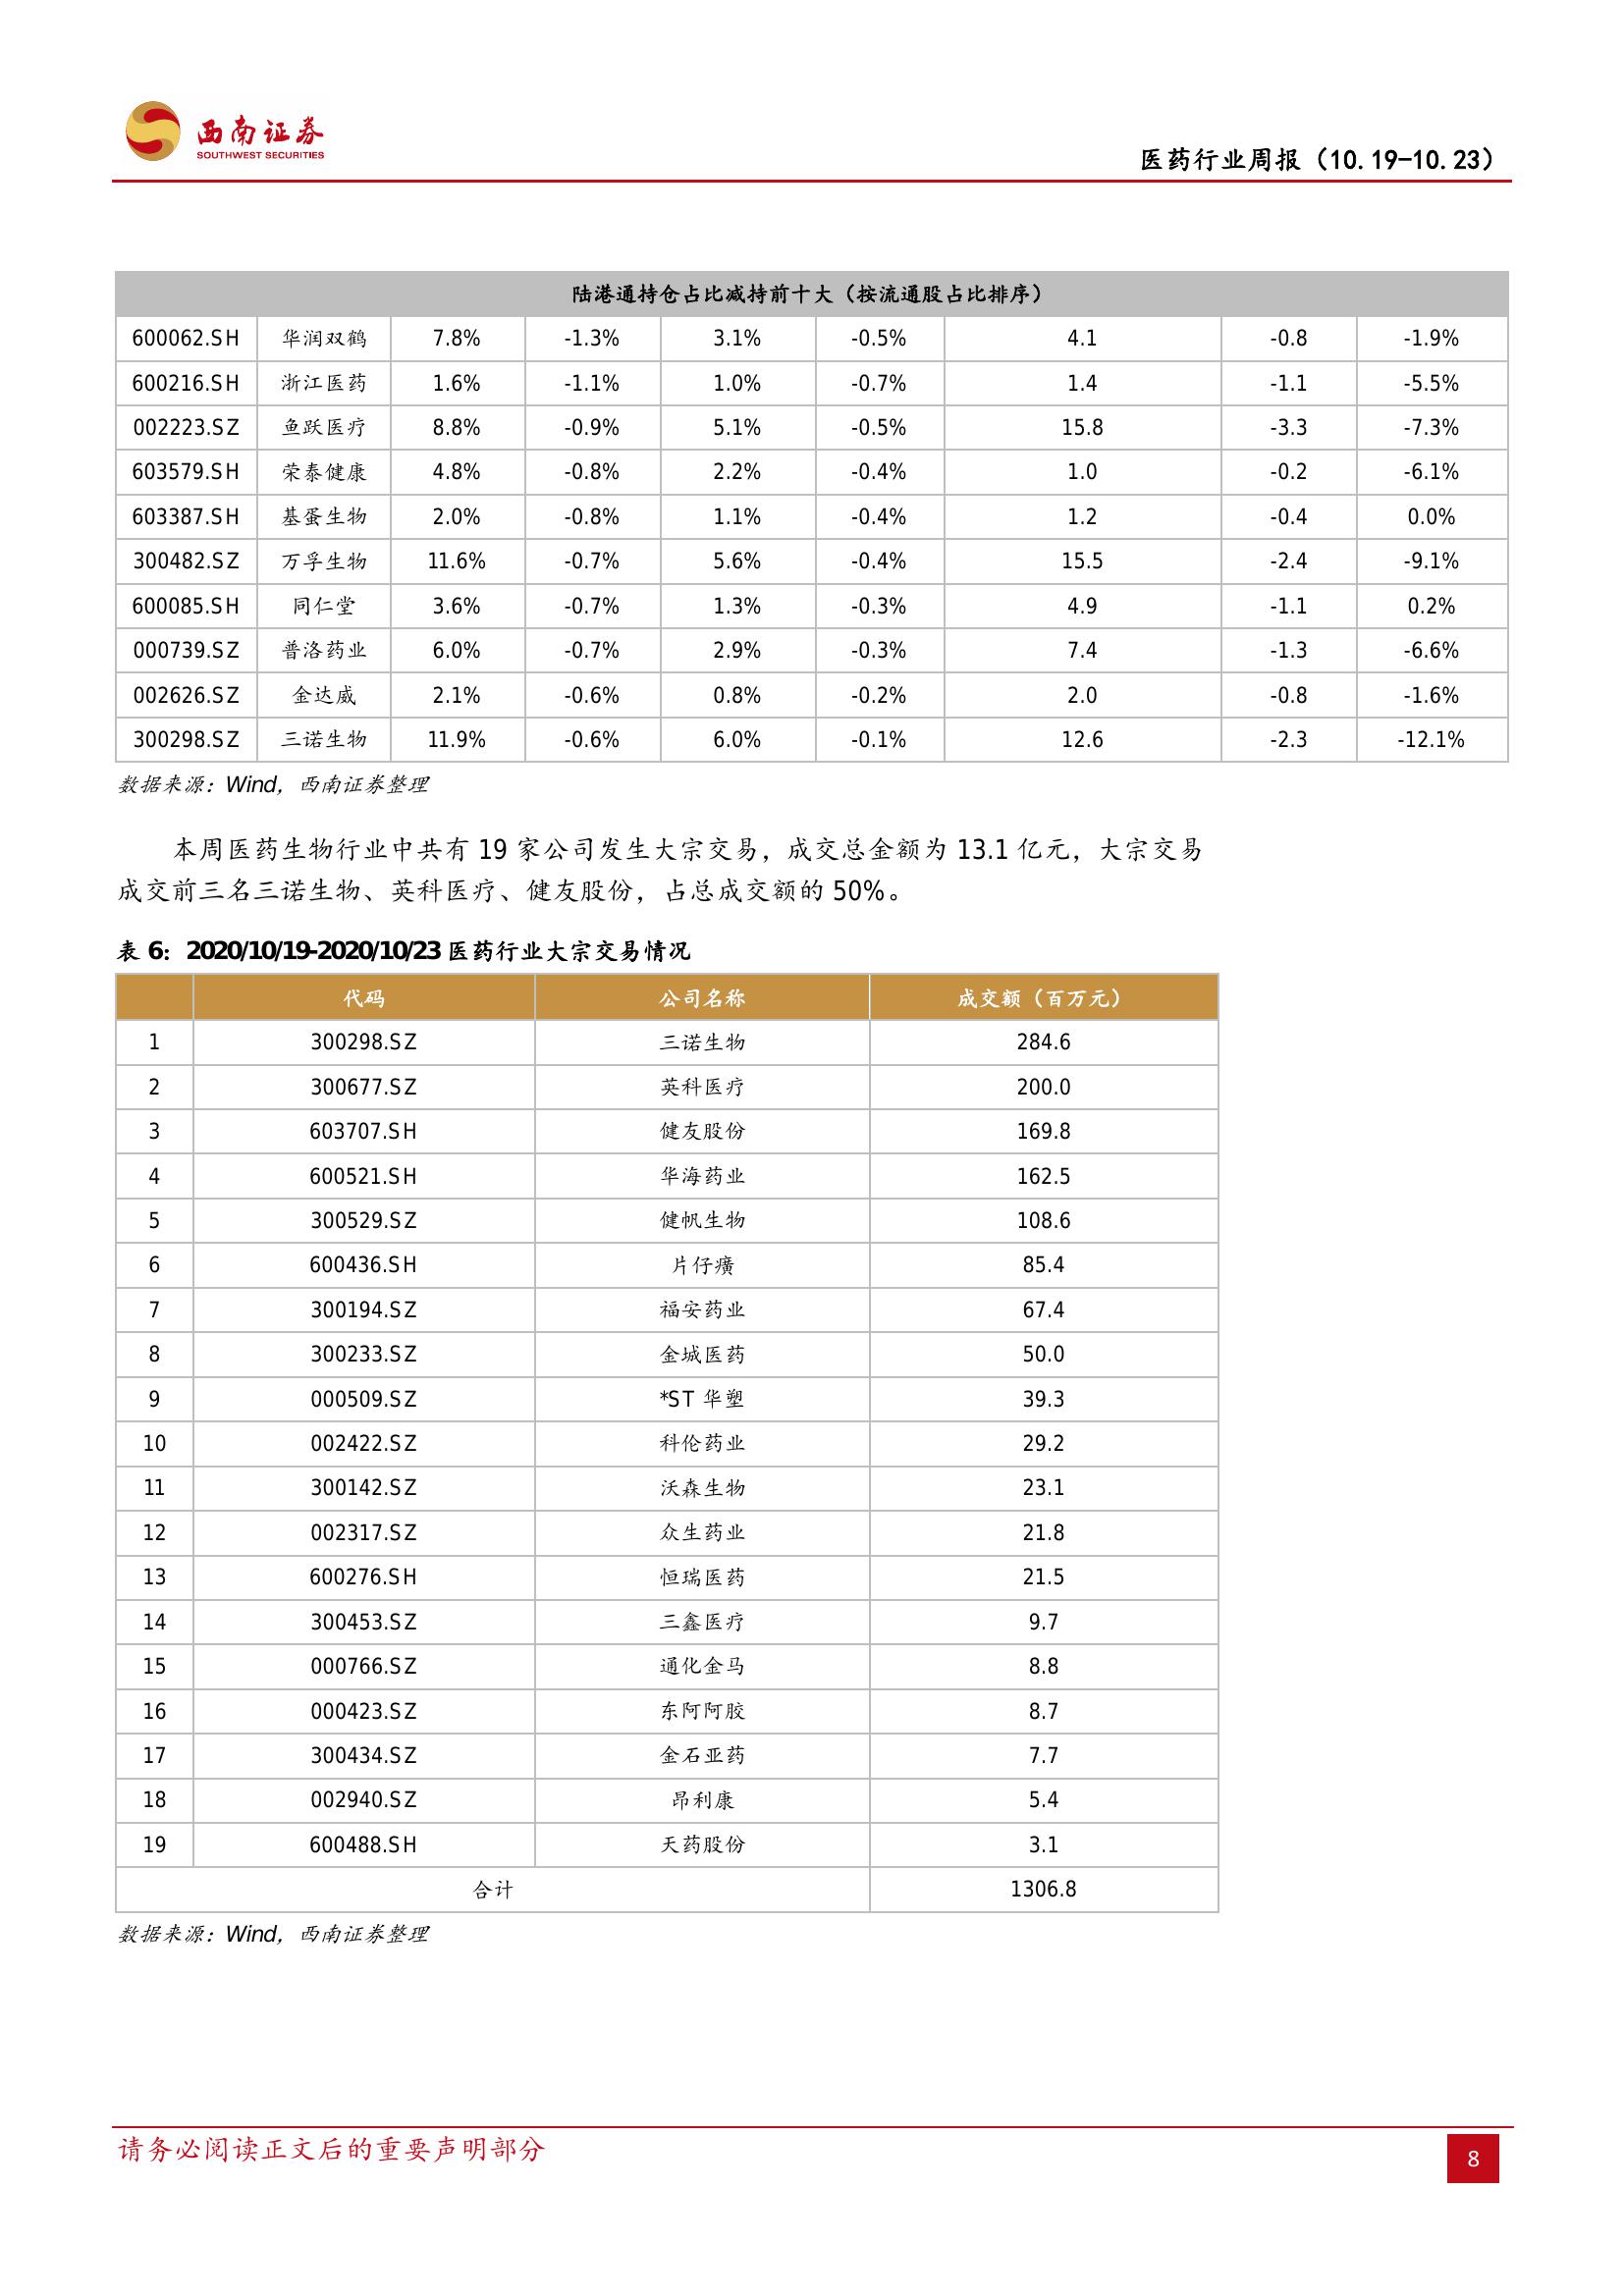 西南证券
SOUTHWEST SECURITIES
医药行业周报（10.19-10.23）
陆港通持仓占比减持前十大（按流通股占比排序）
600062.SH 华润双鹤 7.8% -1.3% 3.1% -0.5% 4.1 -0.8 -1.9%
600216.SH 浙江医药 1.6% -1.1% 1.0% -0.7% 1.4 -1.1 -5.5%
002223.SZ 鱼跃医疗 8.8% -0.9% 5.1% -0.5% 15.8 -3.3 -7.3%
603579.SH 荣泰健康 4.8% -0.8% 2.2% -0.4% 1.0 -0.2 -6.1%
603387.SH 基蛋生物 2.0% -0.8% 1.1% -0.4% 1.2 -0.4 0.0%
300482.SZ 万孚生物 11.6% -0.7% 5.6% -0.4% 15.5 -2.4 -9.1%
600085.SH 同仁堂 3.6% -0.7% 1.3% -0.3% 4.9 -1.1 0.2%
000739.SZ 普洛药业 6.0% -0.7% 2.9% -0.3% 7.4 -1.3 -6.6%
002626.SZ 金达威 2.1% -0.6% 0.8% -0.2% 2.0 -0.8 -1.6%
300298.SZ 三诺生物 11.9% -0.6% 6.0% -0.1% 12.6 -2.3 -12.1%
数据来源：Wind，西南证券整理
本周医药生物行业中共有 19 家公司发生大宗交易，成交总金额为 13.1 亿元，大宗交易
成交前三名三诺生物、英科医疗、健友股份，占总成交额的 50%。
表 6：2020/10/19-2020/10/23 医药行业大宗交易情况
代码 公司名称 成交额（百万元）
1 300298.SZ 三诺生物 284.6
2 300677.SZ 英科医疗 200.0
3 603707.SH 健友股份 169.8
4 600521.SH 华海药业 162.5
5 300529.SZ 健帆生物 108.6
6 600436.SH 片仔癀 85.4
7 300194.SZ 福安药业 67.4
8 300233.SZ 金城医药 50.0
9 000509.SZ *ST 华塑 39.3
10 002422.SZ 科伦药业 29.2
11 300142.SZ 沃森生物 23.1
12 002317.SZ 众生药业 21.8
13 600276.SH 恒瑞医药 21.5
14 300453.SZ 三鑫医疗 9.7
15 000766.SZ 通化金马 8.8
16 000423.SZ 东阿阿胶 8.7
17 300434.SZ 金石亚药 7.7
18 002940.SZ 昂利康 5.4
19 600488.SH 天药股份 3.1
合计 1306.8
数据来源：Wind，西南证券整理
请务必阅读正文后的重要声明部分
8